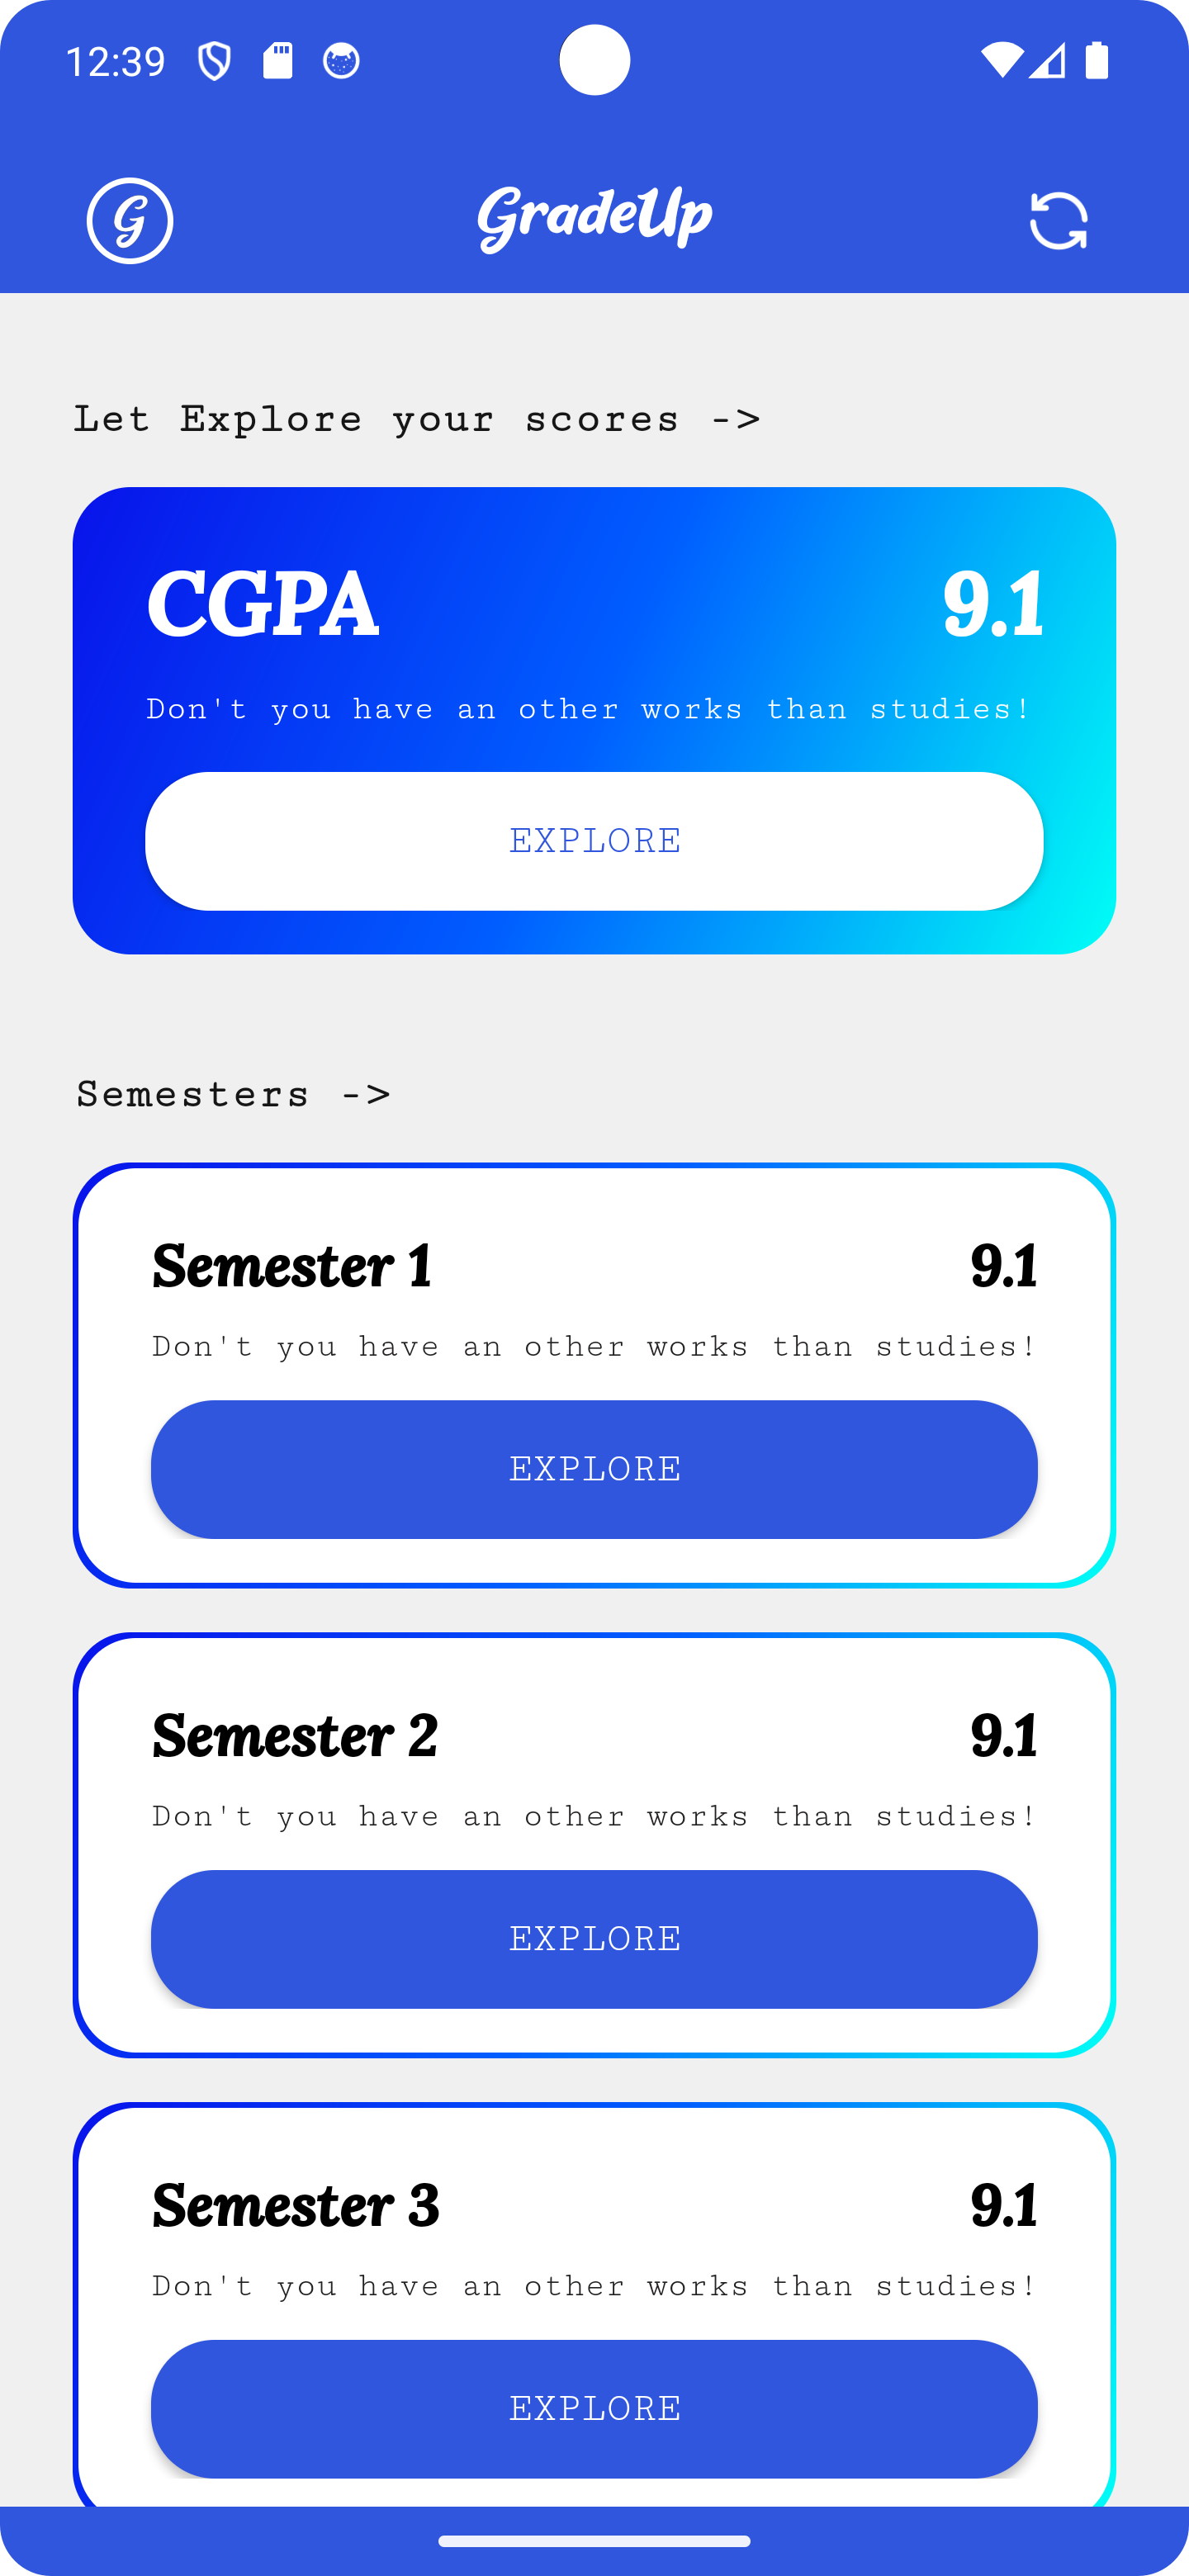 12:39
G
GradeUp
Let Explore your scores ->
CGPA 9.1
Don't you have an other works than studies!
EXPLORE
Semesters ->
Semester 1 9.1
Don't you have an other works than studies!
EXPLORE
Semester 2 9.1
Don't you have an other works than studies!
EXPLORE
Semester 3 9.1
Don't you have an other works than studies!
EXPLORE